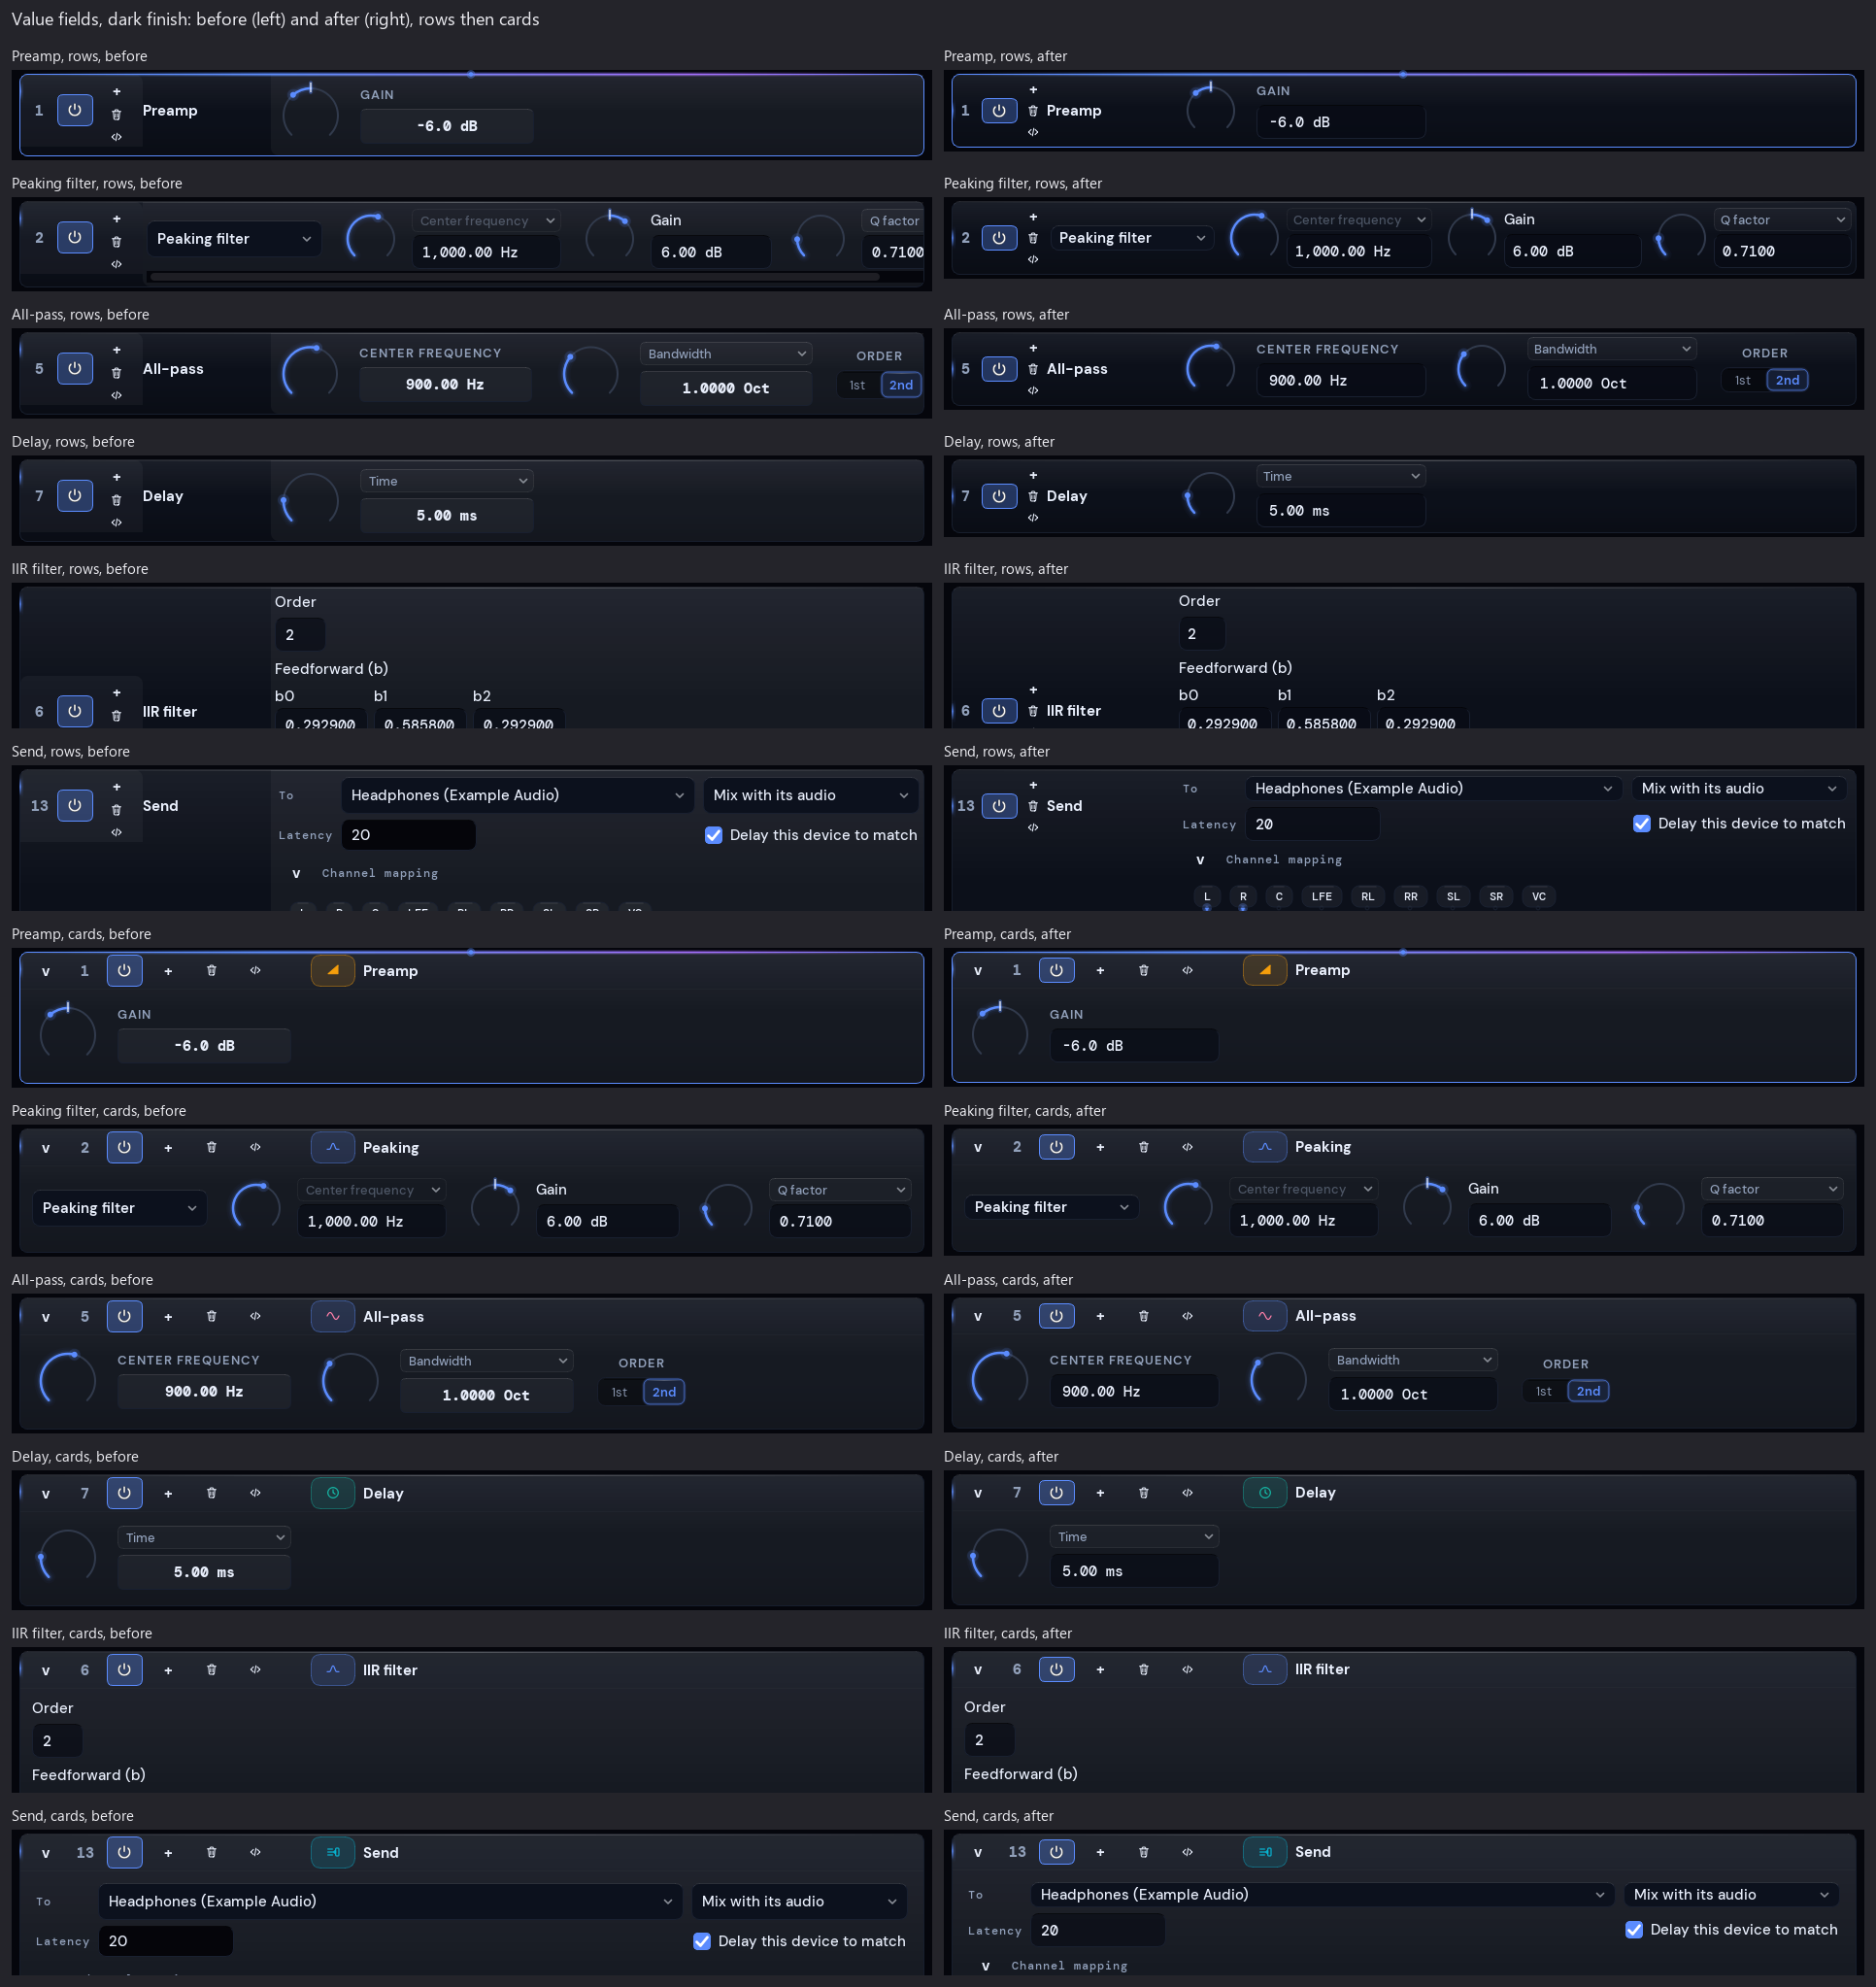 Value fields, dark finish: before (left) and after (right), rows then cards
Preamp, rows, before
GAIN
1 Preamp
-6.0 dB
Preamp, rows, after
GAIN
1 Preamp
-6.0 dB
Peaking filter, rows, before
Center frequency Gain Q factor
2 Peaking filter
1,000.00 Hz 6.00 dB 0.7100
Peaking filter, rows, after
Center frequency Gain Q factor
2 Peaking filter
1,000.00 Hz 6.00 dB 0.7100
All-pass, rows, before
CENTER FREQUENCY Bandwidth ORDER
5 All-pass
900.00 Hz 1.0000 Oct 1st 2nd
All-pass, rows, after
CENTER FREQUENCY Bandwidth ORDER
5 All-pass
900.00 Hz 1.0000 Oct 1st 2nd
Delay, rows, before
Time
7 Delay
5.00 ms
Delay, rows, after
Time
7 Delay
5.00 ms
IIR filter, rows, before
Order
2
Feedforward (b)
b0 b1 b2
6 IIR filter
0.292900 0.585800 0.292900
IIR filter, rows, after
Order
2
Feedforward (b)
b0 b1 b2
6 IIR filter
0.292900 0.585800 0.292900
Send, rows, before
To Headphones (Example Audio) Mix with its audio
13 Send
Latency 20 Delay this device to match
v Channel mapping
Send, rows, after
To Headphones (Example Audio) Mix with its audio
13 Send
Latency 20 Delay this device to match
v Channel mapping
L R C LFE RL RR SL SR VC
Preamp, cards, before
v 1 + Preamp
GAIN
-6.0 dB
Preamp, cards, after
v 1 + Preamp
GAIN
-6.0 dB
Peaking filter, cards, before
v 2 + Peaking
Center frequency Gain Q factor
Peaking filter 1,000.00 Hz 6.00 dB 0.7100
Peaking filter, cards, after
v 2 + Peaking
Center frequency Gain Q factor
Peaking filter 1,000.00 Hz 6.00 dB 0.7100
All-pass, cards, before
v 5 + All-pass
CENTER FREQUENCY Bandwidth ORDER
900.00 Hz 1.0000 Oct 1st 2nd
All-pass, cards, after
v 5 + All-pass
CENTER FREQUENCY Bandwidth ORDER
900.00 Hz 1.0000 Oct 1st 2nd
Delay, cards, before
v 7 + Delay
Time
5.00 ms
Delay, cards, after
v 7 + Delay
Time
5.00 ms
IIR filter, cards, before
v 6 + IIR filter
Order
2
Feedforward (b)
IIR filter, cards, after
v 6 + IIR filter
Order
2
Feedforward (b)
Send, cards, before
v 13 + Send
To Headphones (Example Audio) Mix with its audio
Latency 20 Delay this device to match
Send, cards, after
v 13 + Send
To Headphones (Example Audio) Mix with its audio
Latency 20 Delay this device to match
v Channel mapping